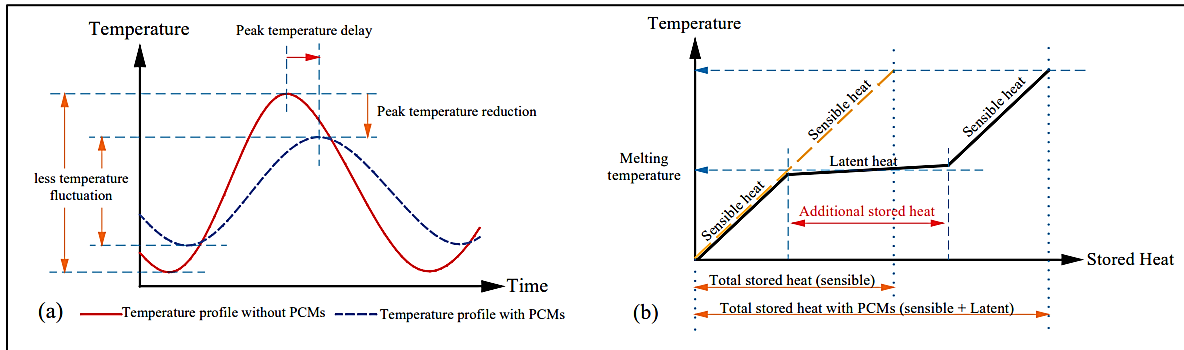 Temperature
Peak temperature delay
Peak temperature reduction
less temperature
fluctuation
Time
(a)
Temperature profile without PCMs
Temperature profile with PCMs
Temperature
Sensible heat
Sensible heat
Melting
temperature
Latent heat
Sensible heat
Additional stored heat
Stored Heat
Total stored heat (sensible)
(b)
Total stored heat with PCMs (sensible + Latent)